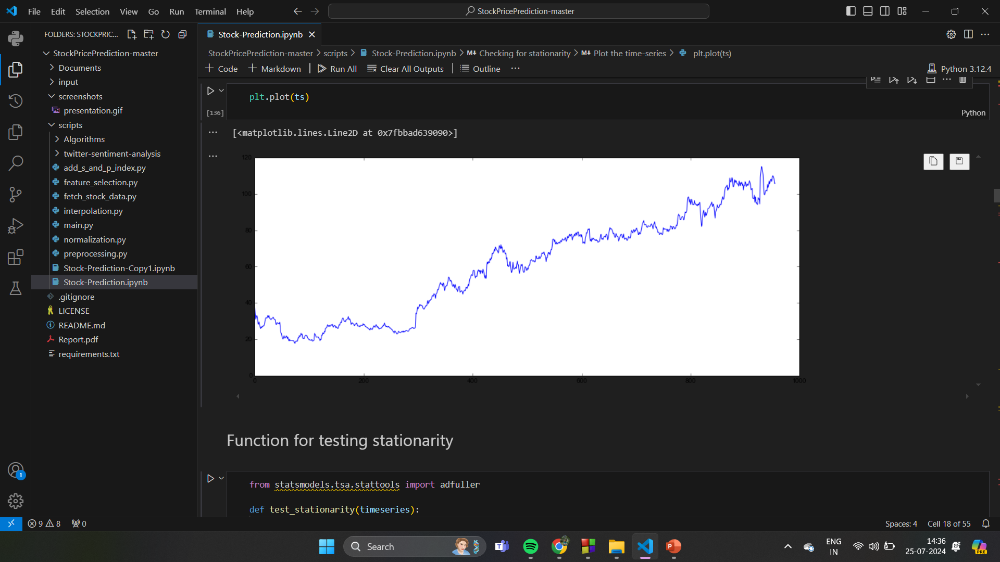 File Edit Selection View Go Run Terminal Help
StockPricePrediction-master
FOLDERS: STOCKPRIC...
StockPricePrediction-master
Documents
input
screenshots
presentation.gif
scripts
Algorithms
twitter-sentiment-analysis
add_s_and_p_index.py
feature_selection.py
fetch_stock_data.py
interpolation.py
main.py
normalization.py
preprocessing.py
Stock-Prediction-Copy1.ipynb
Stock-Prediction.ipynb
.gitignore
LICENSE
README.md
Report.pdf
requirements.txt
1
Stock-Prediction.ipynb
StockPricePrediction-master > scripts > Stock-Prediction.ipynb > M↓ Checking for stationarity > M↓ Plot the time-series > plt.plot(ts)
+ Code + Markdown Run All Clear All Outputs Outline ...
Python 3.12.4
plt.plot(ts)
[136]
Python
[<matplotlib.lines.Line2D at 0x7fbbad639090>]
120
100
80
60
40
20
0
0 200 400 600 800 1000
Function for testing stationarity
from statsmodels.tsa.stattools import adfuller
def test_stationarity(timeseries):
9 8 0
Spaces: 4 Cell 18 of 55
Search
ENG
IN
14:36
25-07-2024
PRE